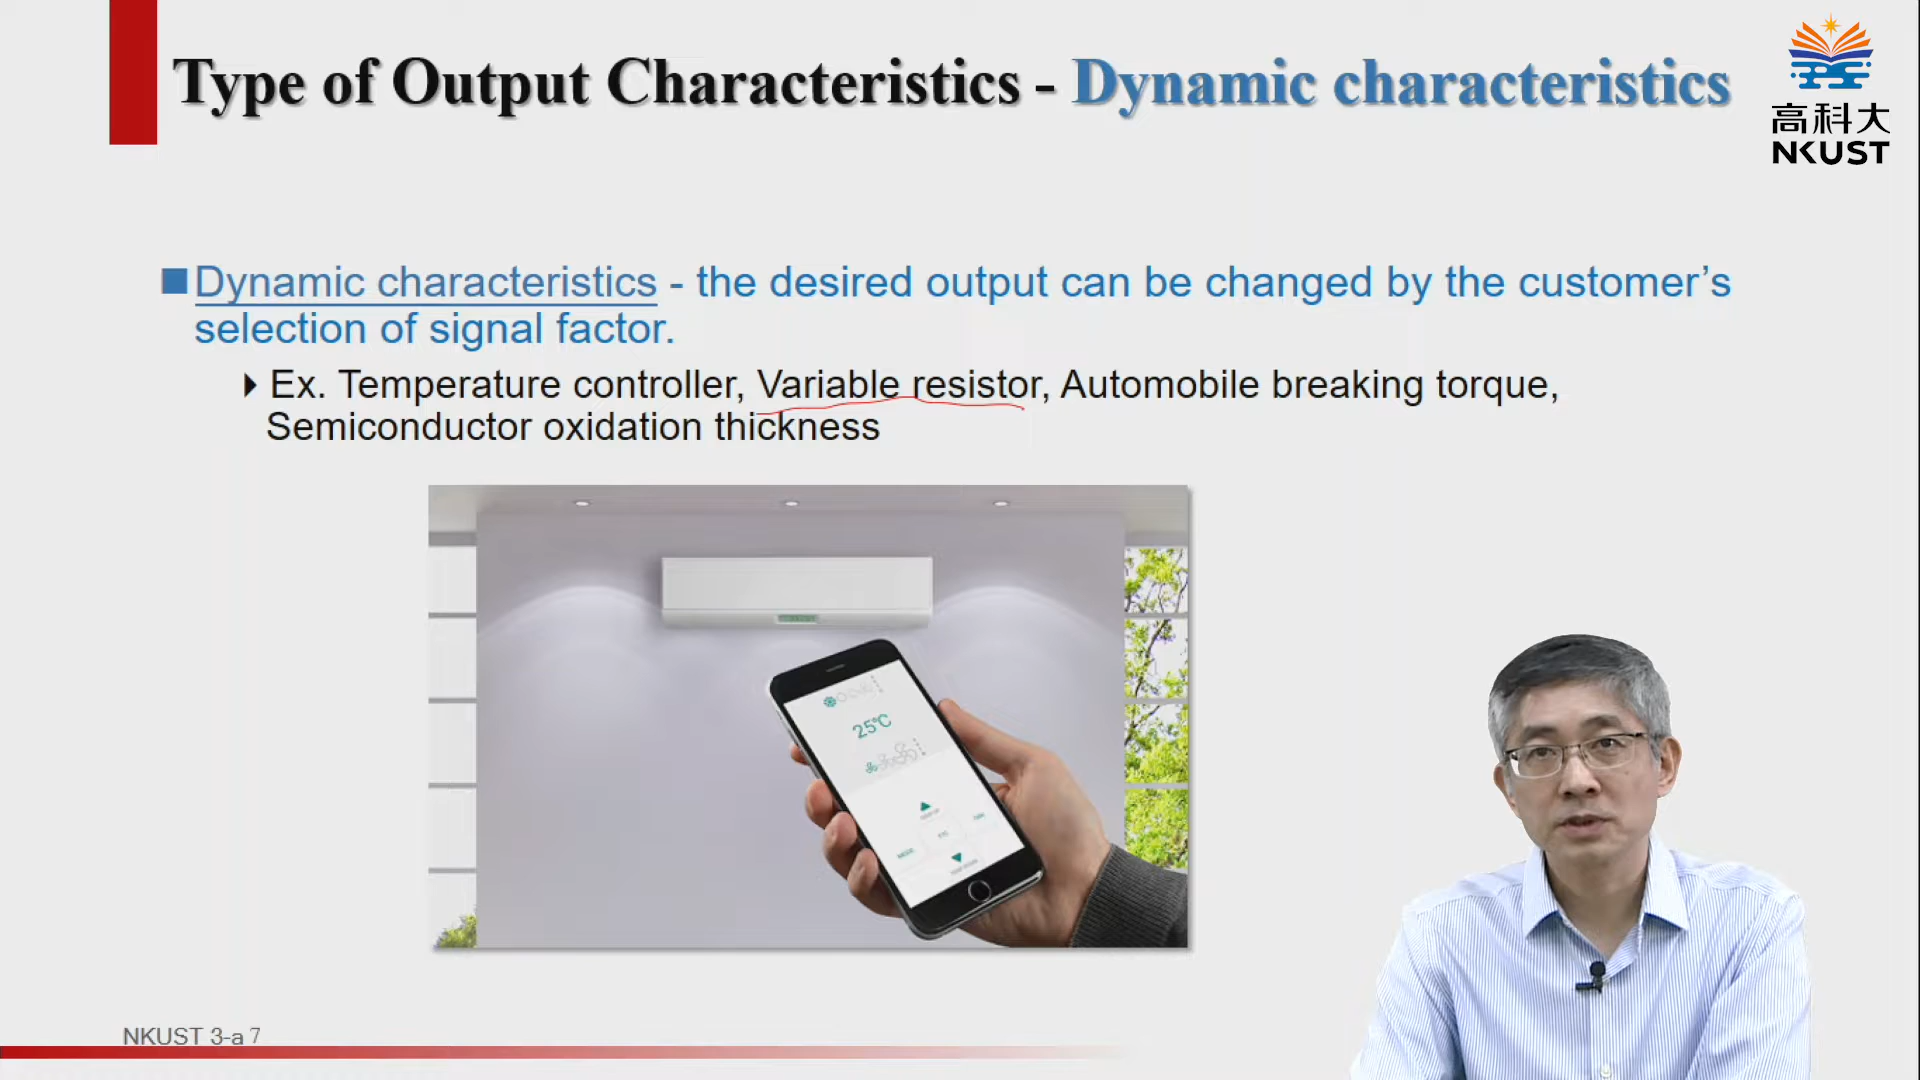 Type of Output Characteristics - Dynamic characteristics
高科大
NKUST
Dynamic characteristics - the desired output can be changed by the customer’s
selection of signal factor.
Ex. Temperature controller, Variable resistor, Automobile breaking torque,
Semiconductor oxidation thickness
25°C
NKUST 3-a 7